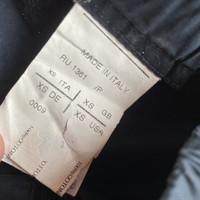 MADE IN ITALY
RU 1361 /P
XS ITA XS GB
XS DE XS USA
0009